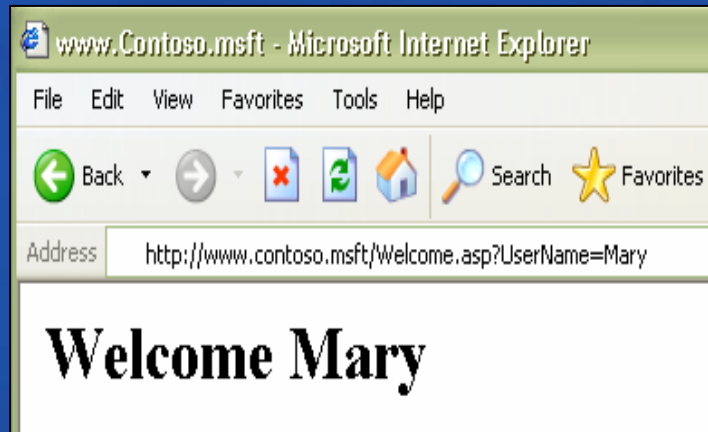 www.Contoso.msft - Microsoft Internet Explorer
File Edit View Favorites Tools Help
Back Search Favorites
Address http://www.contoso.msft/Welcome.asp?UserName=Mary
Welcome Mary